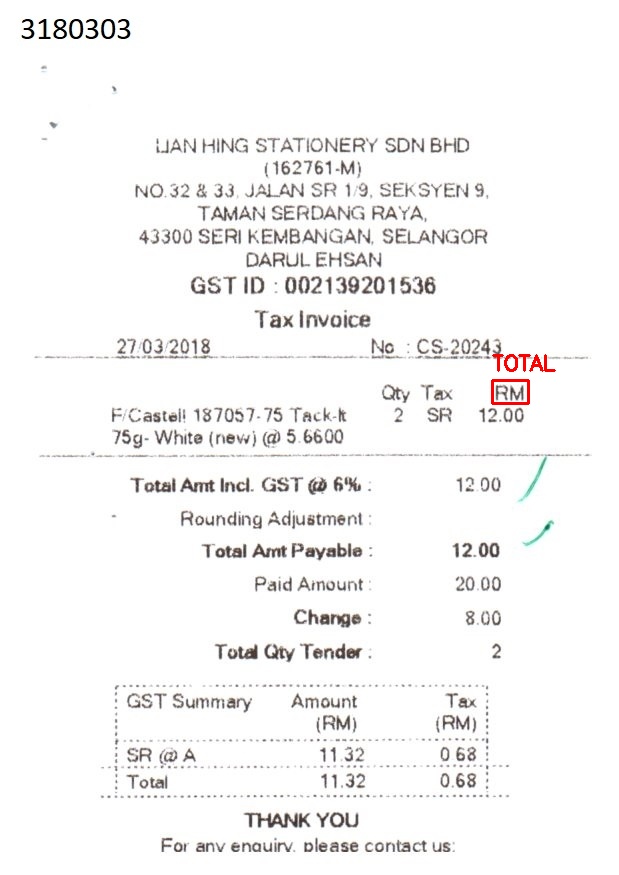 3180303
LIAN HING STATIONERY SDN BHD
(162761-M)
NO.32 & 33, JALAN SR 1/9, SEKSYEN 9,
TAMAN SERDANG RAYA,
43300 SERI KEMBANGAN, SELANGOR
DARUL EHSAN
GST ID : 002139201536
Tax Invoice
27/03/2018 No : CS-20243
TOTAL
Qty Tax RM
F/Castell 187057-75 Tack-It 2 SR 12.00
75g- White (new) @ 5.6600
Total Amt Incl. GST @ 6% : 12.00
Rounding Adjustment :
Total Amt Payable : 12.00
Paid Amount : 20.00
Change : 8.00
Total Qty Tender : 2
GST Summary Amount Tax
(RM) (RM)
SR @ A 11.32 0.68
Total 11.32 0.68
THANK YOU
For any enquiry, please contact us: